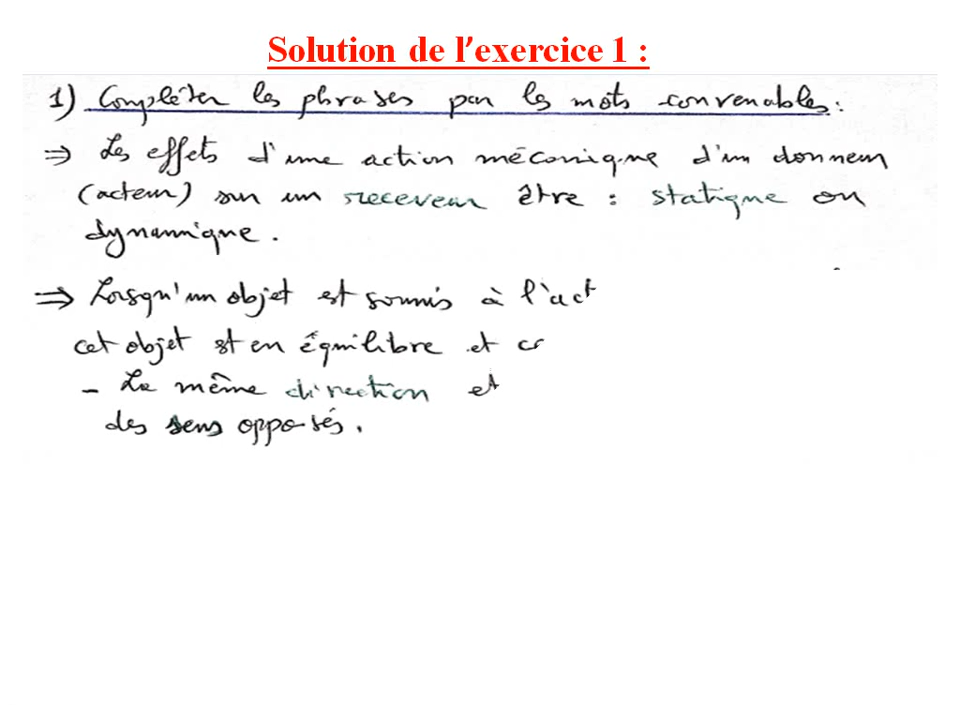 Solution de l'exercice 1 :
1) Compléter les phrases par les mots convenables :
⇒ Les effets d'une action mécanique d'un donneur
(acteur) sur un receveur être : statique ou
dynamique.
⇒ Lorsqu'un objet est soumis à l'act
cet objet est en équilibre et
- La même direction et
des sens opposés.